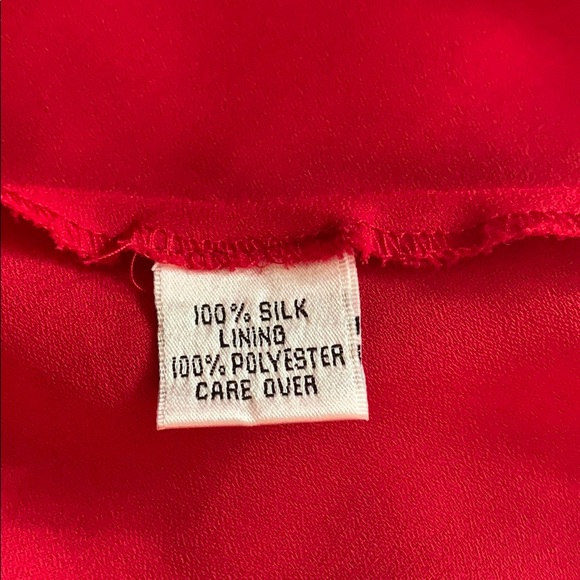 100% SILK
LINING
100% POLYESTER
CARE OVER